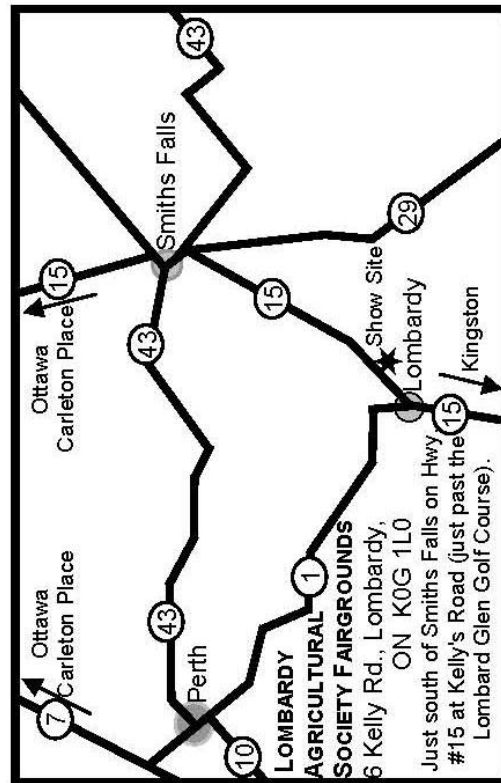 Ottawa
Carleton Place
7
Ottawa
Carleton Place
15
43
Smiths Falls
43
43
Perth
10
1
15
29
Show Site
Lombardy
15
Kingston
LOMBARDY
AGRICULTURAL
SOCIETY FAIRGROUNDS
6 Kelly Rd., Lombardy,
ON K0G 1L0
Just south of Smiths Falls on Hwy
#15 at Kelly's Road (just past the
Lombard Glen Golf Course).